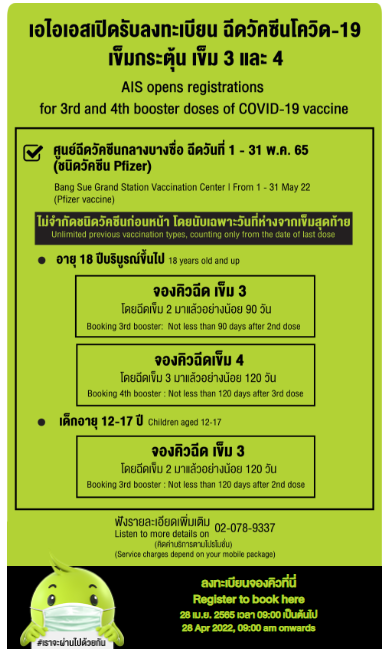 เอไอเอสเปิดรับลงทะเบียน ฉีดวัคซีนโควิด-19
เข็มกระตุ้น เข็ม 3 และ 4
AIS opens registrations
for 3rd and 4th booster doses of COVID-19 vaccine
ศูนย์ฉีดวัคซีนกลางบางซื่อ ฉีดวันที่ 1 - 31 พ.ค. 65
(ชนิดวัคซีน Pfizer)
Bang Sue Grand Station Vaccination Center I From 1 - 31 May 22
(Pfizer vaccine)
ไม่จำกัดชนิดวัคซีนก่อนหน้า โดยนับเฉพาะวันที่ห่างจากเข็มสุดท้าย
Unlimited previous vaccination types, counting only from the date of last dose
• อายุ 18 ปีบริบูรณ์ขึ้นไป 18 years old and up
จองคิวฉีด เข็ม 3
โดยฉีดเข็ม 2 มาแล้วอย่างน้อย 90 วัน
Booking 3rd booster: Not less than 90 days after 2nd dose
จองคิวฉีดเข็ม 4
โดยฉีดเข็ม 3 มาแล้วอย่างน้อย 120 วัน
Booking 4th booster : Not less than 120 days after 3rd dose
• เด็กอายุ 12-17 ปี Children aged 12-17
จองคิวฉีด เข็ม 3
โดยฉีดเข็ม 2 มาแล้วอย่างน้อย 120 วัน
Booking 3rd booster : Not less than 120 days after 2nd dose
ฟังรายละเอียดเพิ่มเติม 02-078-9337
Listen to more details on
(คิดค่าบริการตามโปรโมชั่น)
(Service charges depend on your mobile package)
ลงทะเบียนจองคิวที่นี่
Register to book here
28 เม.ย. 2565 เวลา 09:00 เป็นต้นไป
28 Apr 2022, 09:00 am onwards
#เราจะผ่านไปด้วยกัน